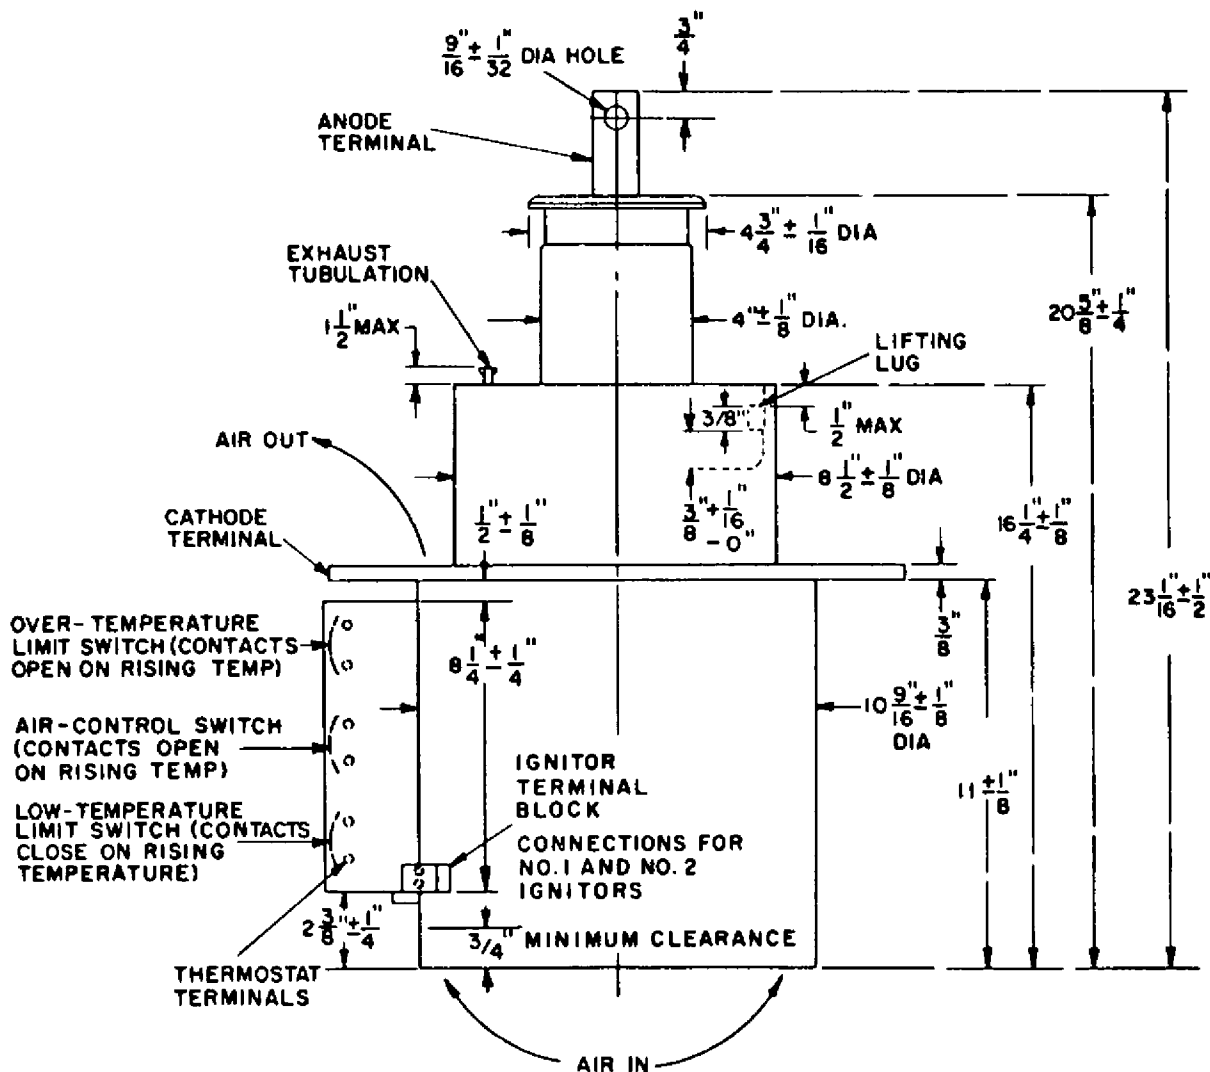 3/4"
9/16" ± 1/32" DIA HOLE
ANODE
TERMINAL
4 3/4" ± 1/16" DIA
EXHAUST
TUBULATION
1 1/2" MAX
4" ± 1/8" DIA.
20 5/8" ± 1/4"
LIFTING
LUG
3/8"
1/2" MAX
AIR OUT
8 1/2" ± 1/8" DIA
CATHODE
TERMINAL
1/2" ± 1/8"
3/8" + 1/16"
- 0"
16 1/4" ± 1/8"
23 1/16" ± 1/2"
OVER-TEMPERATURE
LIMIT SWITCH (CONTACTS
OPEN ON RISING TEMP)
8 1/4" ± 1/4"
3/8"
10 9/16" ± 1/8"
DIA
AIR-CONTROL SWITCH
(CONTACTS OPEN
ON RISING TEMP)
IGNITOR
TERMINAL
BLOCK
11 ± 1/8"
LOW-TEMPERATURE
LIMIT SWITCH (CONTACTS
CLOSE ON RISING
TEMPERATURE)
CONNECTIONS FOR
NO. 1 AND NO. 2
IGNITORS
2 3/8" ± 1/4"
3/4" MINIMUM CLEARANCE
THERMOSTAT
TERMINALS
AIR IN